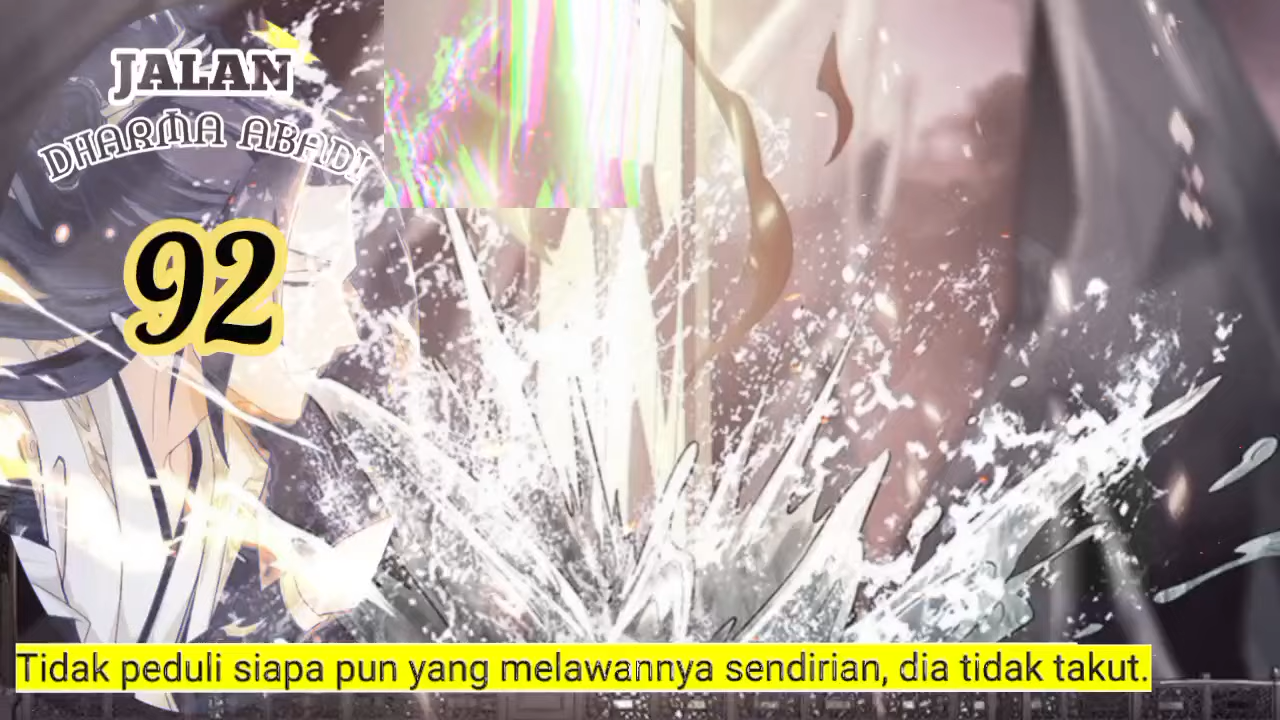 JALAN
DHARMA ABADI
92
Tidak peduli siapa pun yang melawannya sendirian, dia tidak takut.